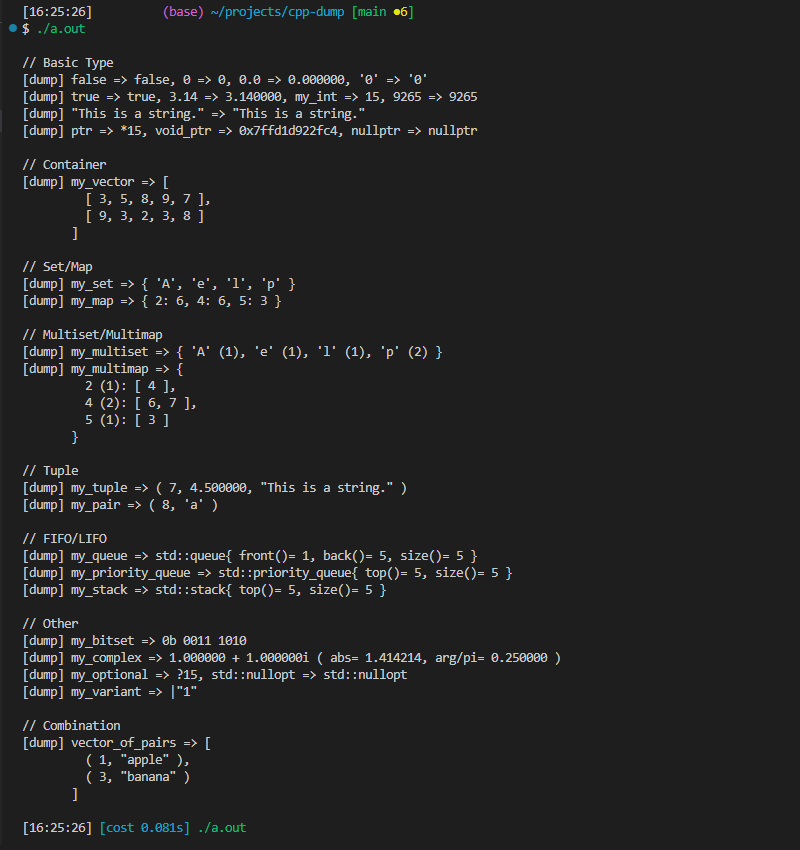 [16:25:26]          (base) ~/projects/cpp-dump [main ●6]
$ ./a.out

// Basic Type
[dump] false => false, 0 => 0, 0.0 => 0.000000, '0' => '0'
[dump] true => true, 3.14 => 3.140000, my_int => 15, 9265 => 9265
[dump] "This is a string." => "This is a string."
[dump] ptr => *15, void_ptr => 0x7ffd1d922fc4, nullptr => nullptr

// Container
[dump] my_vector => [
         [ 3, 5, 8, 9, 7 ],
         [ 9, 3, 2, 3, 8 ]
       ]

// Set/Map
[dump] my_set => { 'A', 'e', 'l', 'p' }
[dump] my_map => { 2: 6, 4: 6, 5: 3 }

// Multiset/Multimap
[dump] my_multiset => { 'A' (1), 'e' (1), 'l' (1), 'p' (2) }
[dump] my_multimap => {
         2 (1): [ 4 ],
         4 (2): [ 6, 7 ],
         5 (1): [ 3 ]
       }

// Tuple
[dump] my_tuple => ( 7, 4.500000, "This is a string." )
[dump] my_pair => ( 8, 'a' )

// FIFO/LIFO
[dump] my_queue => std::queue{ front()= 1, back()= 5, size()= 5 }
[dump] my_priority_queue => std::priority_queue{ top()= 5, size()= 5 }
[dump] my_stack => std::stack{ top()= 5, size()= 5 }

// Other
[dump] my_bitset => 0b 0011 1010
[dump] my_complex => 1.000000 + 1.000000i ( abs= 1.414214, arg/pi= 0.250000 )
[dump] my_optional => ?15, std::nullopt => std::nullopt
[dump] my_variant => |"1"

// Combination
[dump] vector_of_pairs => [
         ( 1, "apple" ),
         ( 3, "banana" )
       ]

[16:25:26] [cost 0.081s] ./a.out